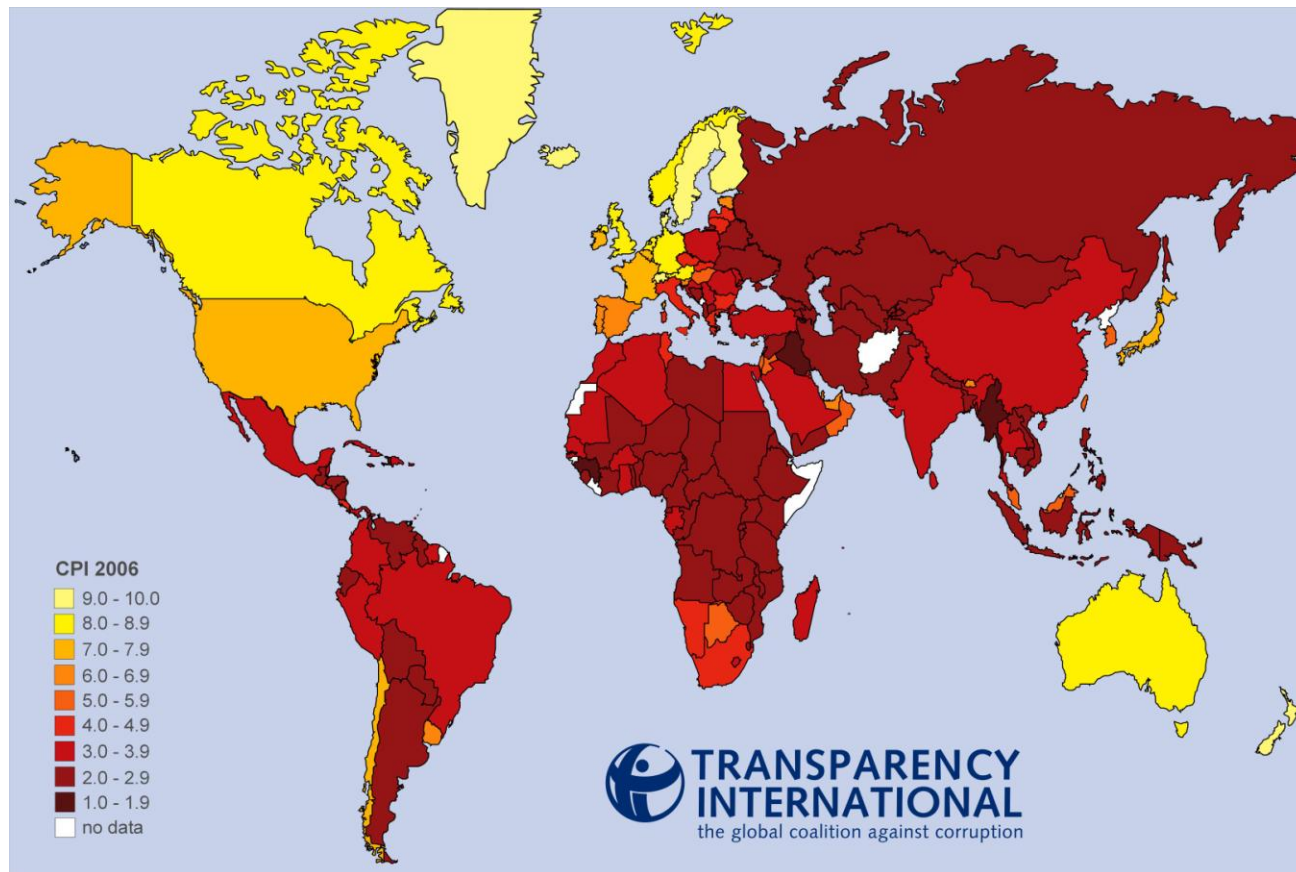 CPI 2006
9.0 - 10.0
8.0 - 8.9
7.0 - 7.9
6.0 - 6.9
5.0 - 5.9
4.0 - 4.9
3.0 - 3.9
2.0 - 2.9
1.0 - 1.9
no data
TRANSPARENCY
INTERNATIONAL
the global coalition against corruption